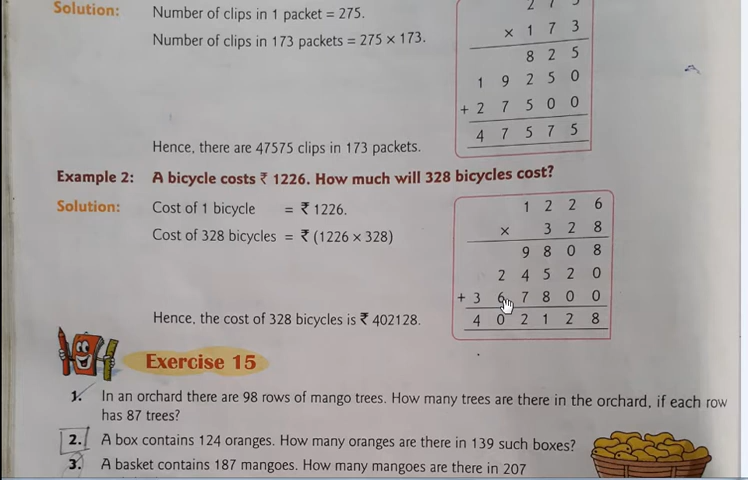 Solution: Number of clips in 1 packet = 275.
Number of clips in 173 packets = 275 × 173.
2 7 5
× 1 7 3
8 2 5
1 9 2 5 0
+ 2 7 5 0 0
4 7 5 7 5
Hence, there are 47575 clips in 173 packets.
Example 2: A bicycle costs ₹ 1226. How much will 328 bicycles cost?
Solution: Cost of 1 bicycle = ₹ 1226.
Cost of 328 bicycles = ₹ (1226 × 328)
1 2 2 6
× 3 2 8
9 8 0 8
2 4 5 2 0
+ 3 6 7 8 0 0
4 0 2 1 2 8
Hence, the cost of 328 bicycles is ₹ 402128.
Exercise 15
1. In an orchard there are 98 rows of mango trees. How many trees are there in the orchard, if each row
has 87 trees?
2. A box contains 124 oranges. How many oranges are there in 139 such boxes?
3. A basket contains 187 mangoes. How many mangoes are there in 207